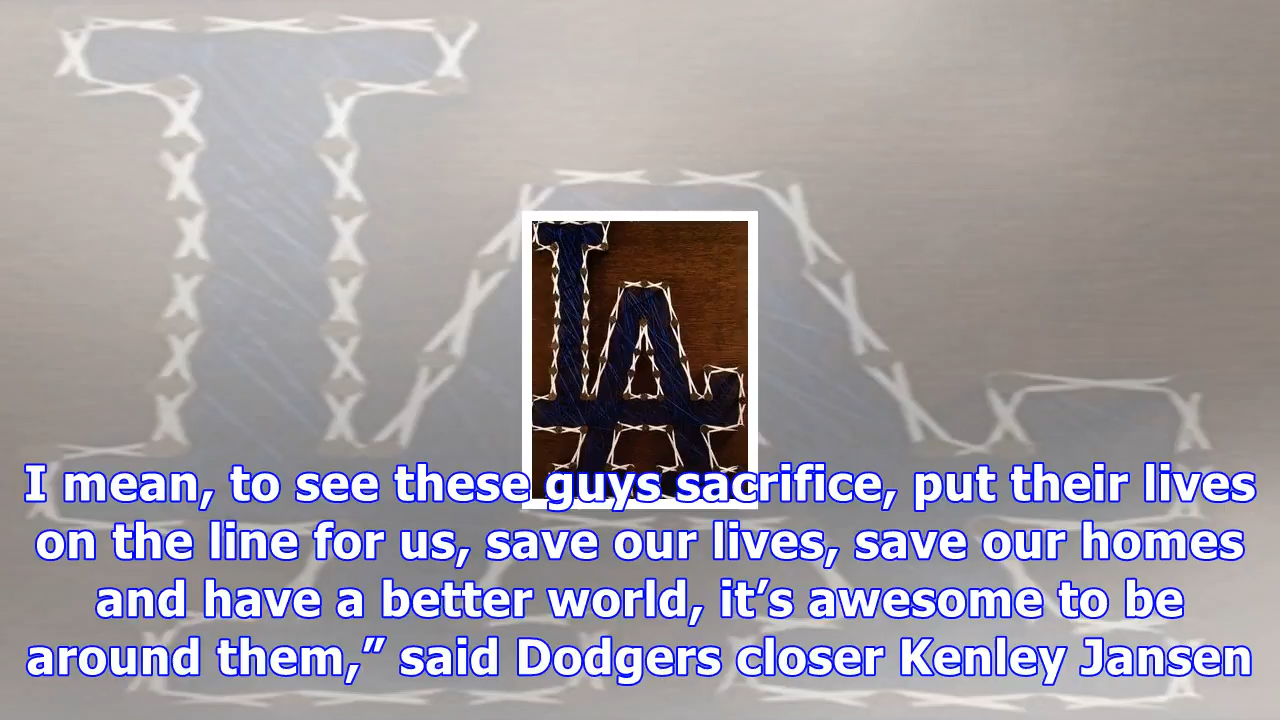 LA
I mean, to see these guys sacrifice, put their lives
on the line for us, save our lives, save our homes
and have a better world, it’s awesome to be
around them,” said Dodgers closer Kenley Jansen